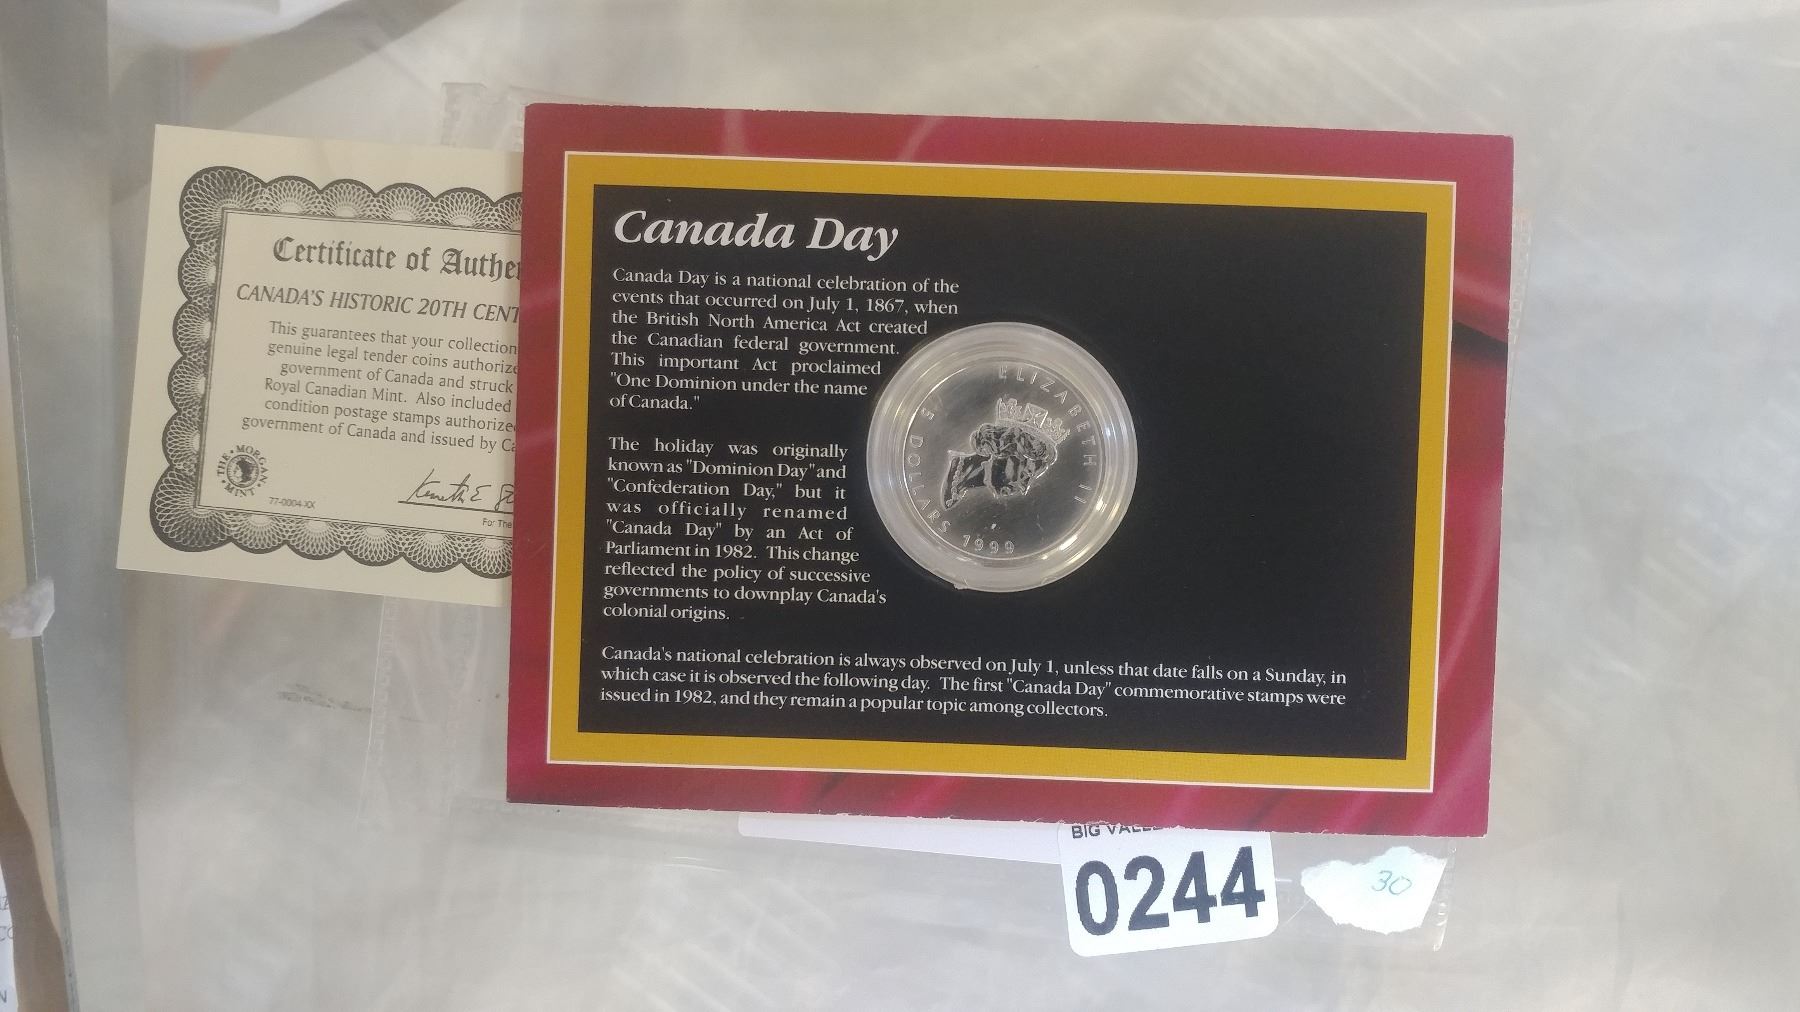 Certificate of
CANADA'S HISTORIC 20TH
This guarantees that your collection
genuine legal tender coins
government of Canada and struck
Royal Canadian Mint. Also included
condition postage stamps
government of Canada and issued by
THE MORGAN MINT
77-0004-XX
For The
Canada Day
Canada Day is a national celebration of the
events that occurred on July 1, 1867, when
the British North America Act created
the Canadian federal government.
This important Act proclaimed
"One Dominion under the name
of Canada."
The holiday was originally
known as "Dominion Day" and
"Confederation Day," but it
was officially renamed
"Canada Day" by an Act of
Parliament in 1982. This change
reflected the policy of successive
governments to downplay Canada's
colonial origins.
Canada's national celebration is always observed on July 1, unless that date falls on a Sunday, in
which case it is observed the following day. The first "Canada Day" commemorative stamps were
issued in 1982, and they remain a popular topic among collectors.
ELIZABETH II
5 DOLLARS
1999
BIG
0244
30